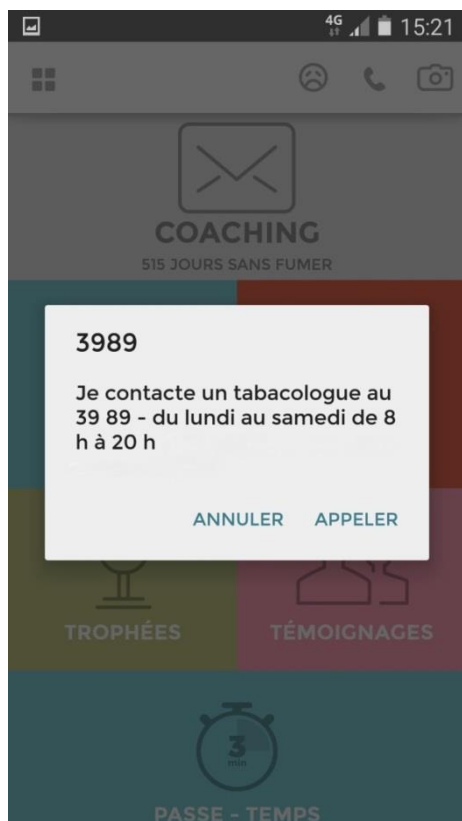 4G 15:21
COACHING
515 JOURS SANS FUMER
3989
Je contacte un tabacologue au
39 89 - du lundi au samedi de 8
h à 20 h
ANNULER APPELER
TROPHÉES TÉMOIGNAGES
3
min
PASSE - TEMPS